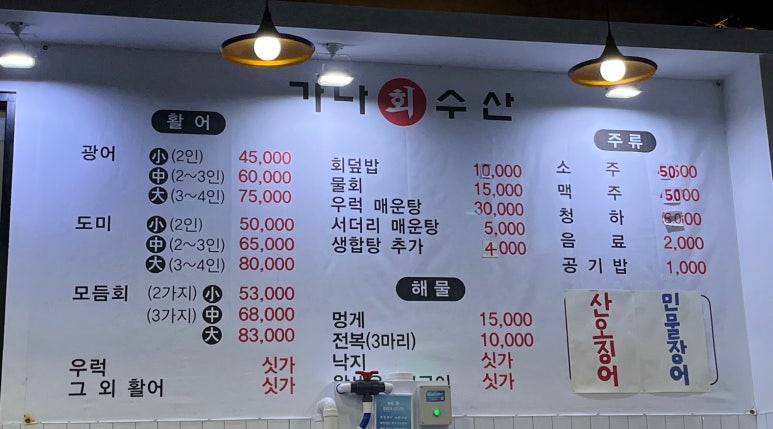 가나 회 수산
활어
광어 小 (2인) 45,000
中 (2~3인) 60,000
大 (3~4인) 75,000
도미 小 (2인) 50,000
中 (2~3인) 65,000
大 (3~4인) 80,000
모듬회 (2가지) 小 53,000
(3가지) 中 68,000
大 83,000
우럭 싯가
그 외 활어 싯가
회덮밥 10,000
물회 15,000
우럭 매운탕 30,000
서더리 매운탕 5,000
생합탕 추가 4000
해물
멍게 15,000
전복(3마리) 10,000
낙지 싯가
싯가
주류
소 주
맥 주
청 하
음 료 2,000
공기밥 1,000
산오징어
민물장어